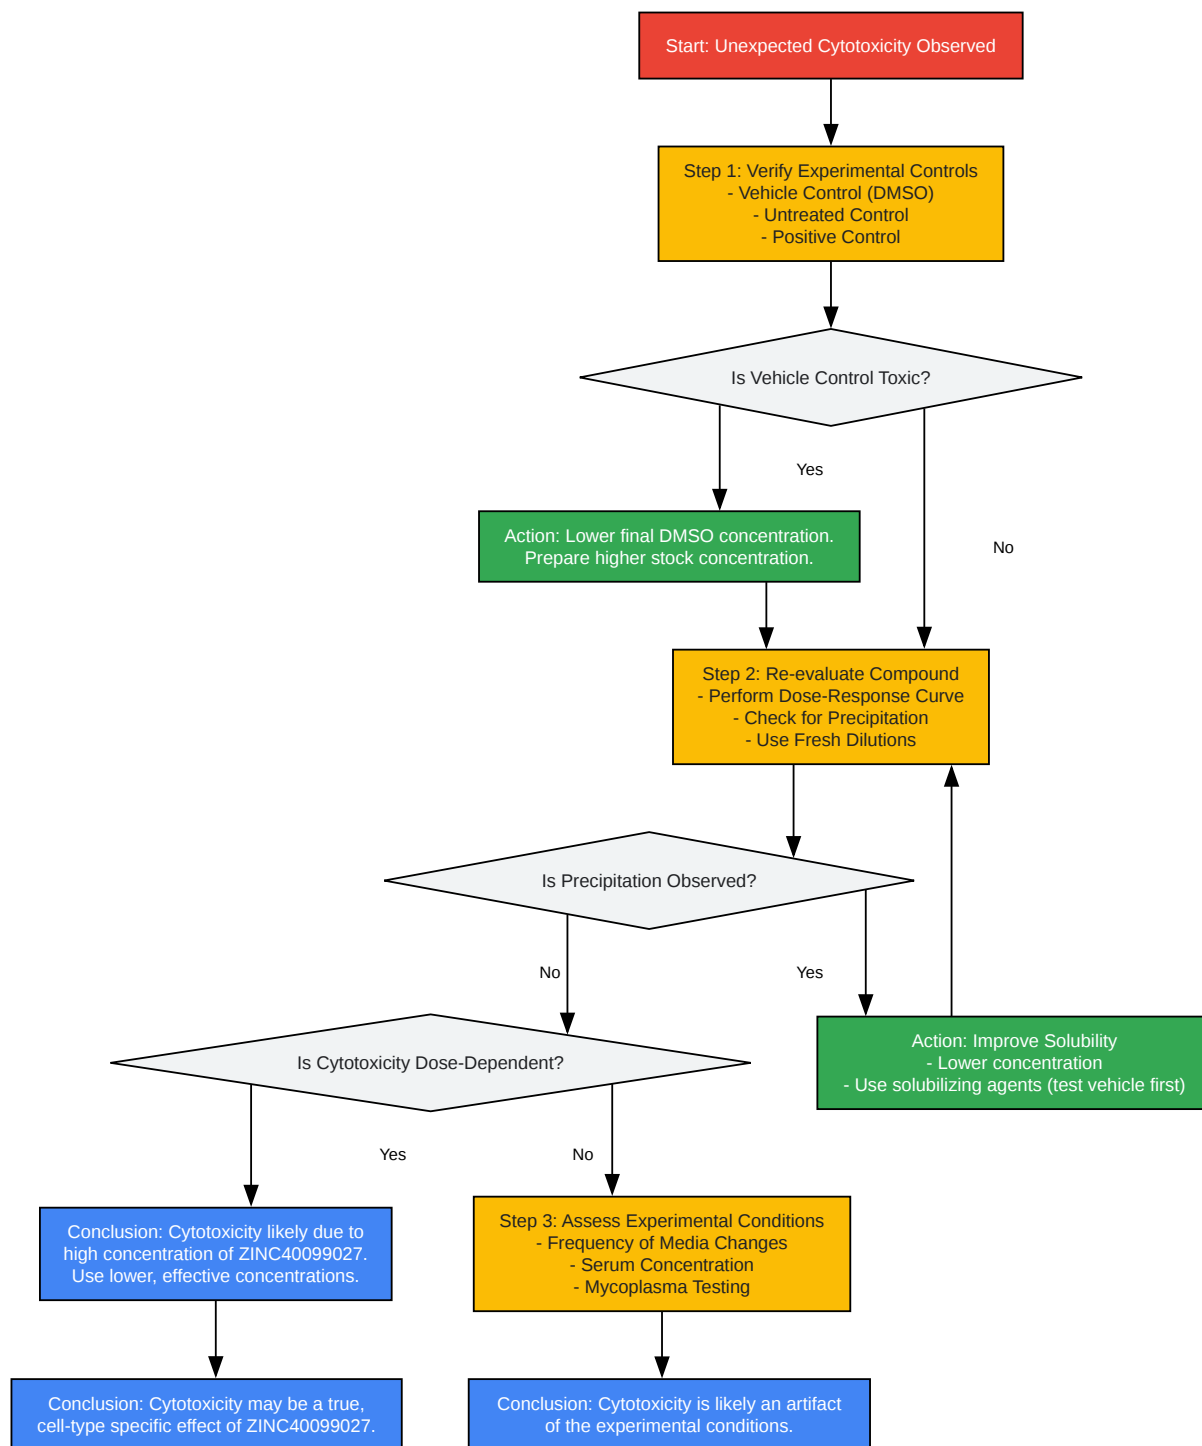 Start: Unexpected Cytotoxicity Observed
Step 1: Verify Experimental Controls
- Vehicle Control (DMSO)
- Untreated Control
- Positive Control
Is Vehicle Control Toxic?
Yes
No
Action: Lower final DMSO concentration.
Prepare higher stock concentration.
Step 2: Re-evaluate Compound
- Perform Dose-Response Curve
- Check for Precipitation
- Use Fresh Dilutions
Is Precipitation Observed?
No
Yes
Action: Improve Solubility
- Lower concentration
- Use solubilizing agents (test vehicle first)
Is Cytotoxicity Dose-Dependent?
Yes
No
Conclusion: Cytotoxicity likely due to
high concentration of ZINC40099027.
Use lower, effective concentrations.
Step 3: Assess Experimental Conditions
- Frequency of Media Changes
- Serum Concentration
- Mycoplasma Testing
Conclusion: Cytotoxicity may be a true,
cell-type specific effect of ZINC40099027.
Conclusion: Cytotoxicity is likely an artifact
of the experimental conditions.